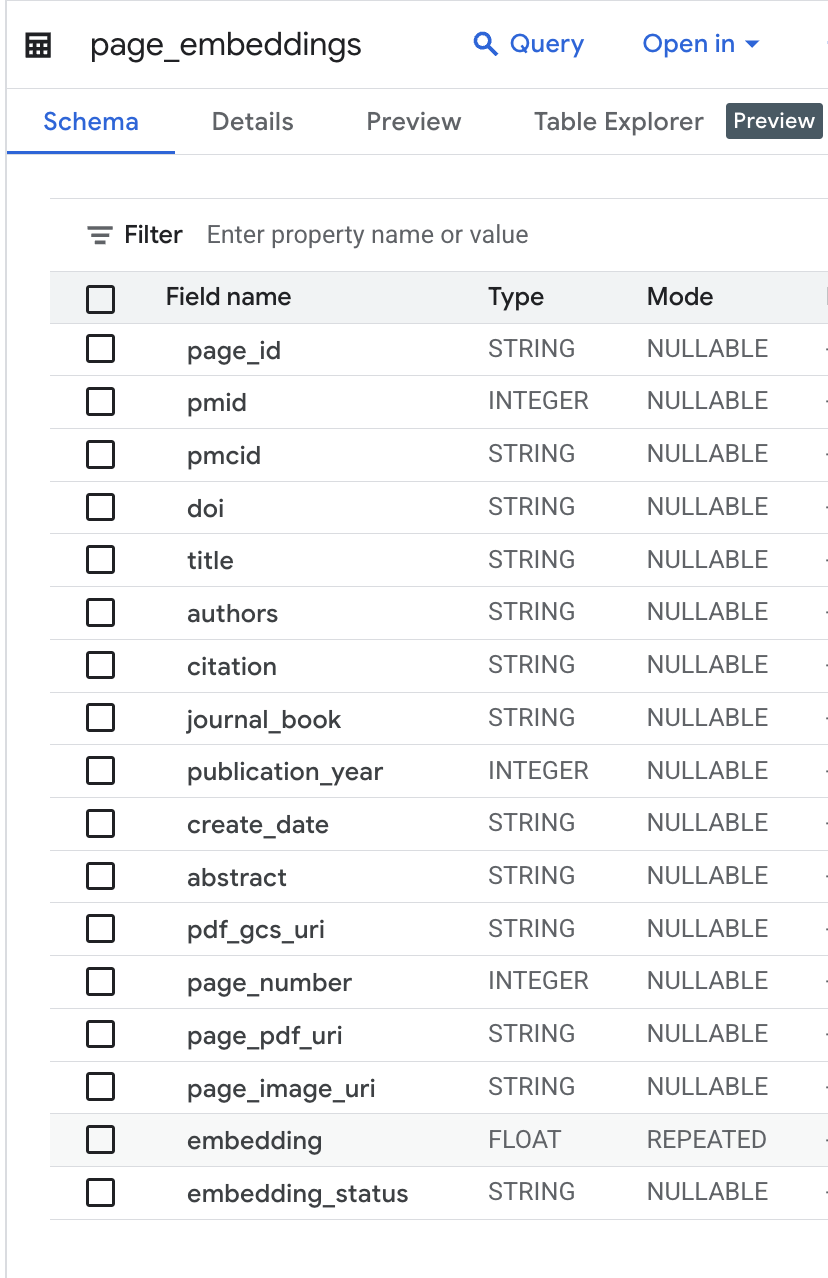 page_embeddings Query Open in
Schema Details Preview Table Explorer Preview
Filter Enter property name or value
Field name Type Mode
page_id STRING NULLABLE
pmid INTEGER NULLABLE
pmcid STRING NULLABLE
doi STRING NULLABLE
title STRING NULLABLE
authors STRING NULLABLE
citation STRING NULLABLE
journal_book STRING NULLABLE
publication_year INTEGER NULLABLE
create_date STRING NULLABLE
abstract STRING NULLABLE
pdf_gcs_uri STRING NULLABLE
page_number INTEGER NULLABLE
page_pdf_uri STRING NULLABLE
page_image_uri STRING NULLABLE
embedding FLOAT REPEATED
embedding_status STRING NULLABLE